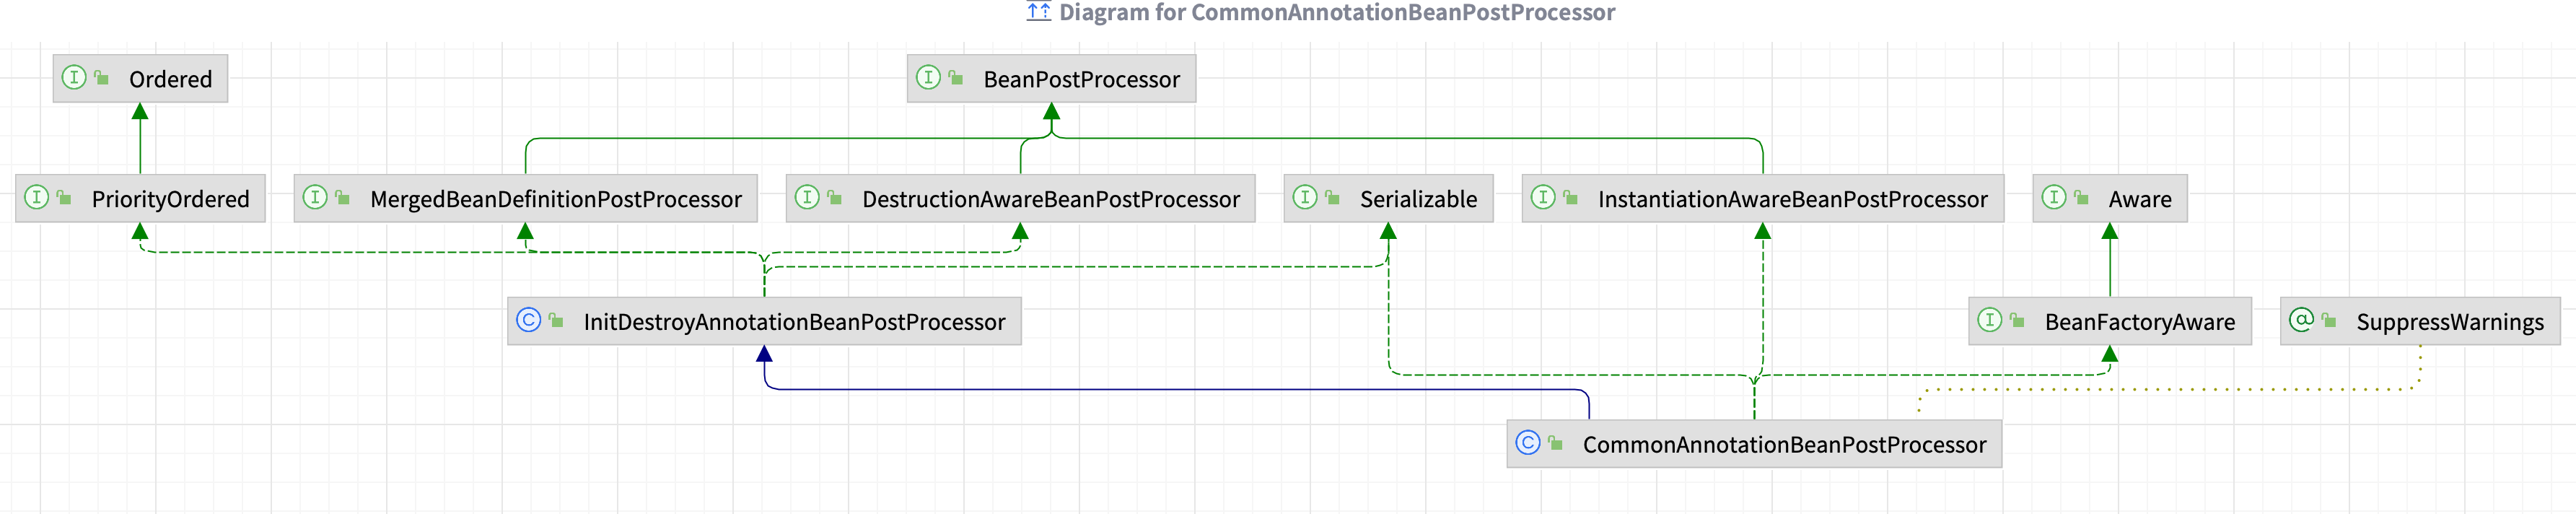 Diagram for CommonAnnotationBeanPostProcessor
I Ordered
I BeanPostProcessor
I PriorityOrdered
I MergedBeanDefinitionPostProcessor
I DestructionAwareBeanPostProcessor
I Serializable
I InstantiationAwareBeanPostProcessor
I Aware
C InitDestroyAnnotationBeanPostProcessor
I BeanFactoryAware
@ SuppressWarnings
C CommonAnnotationBeanPostProcessor